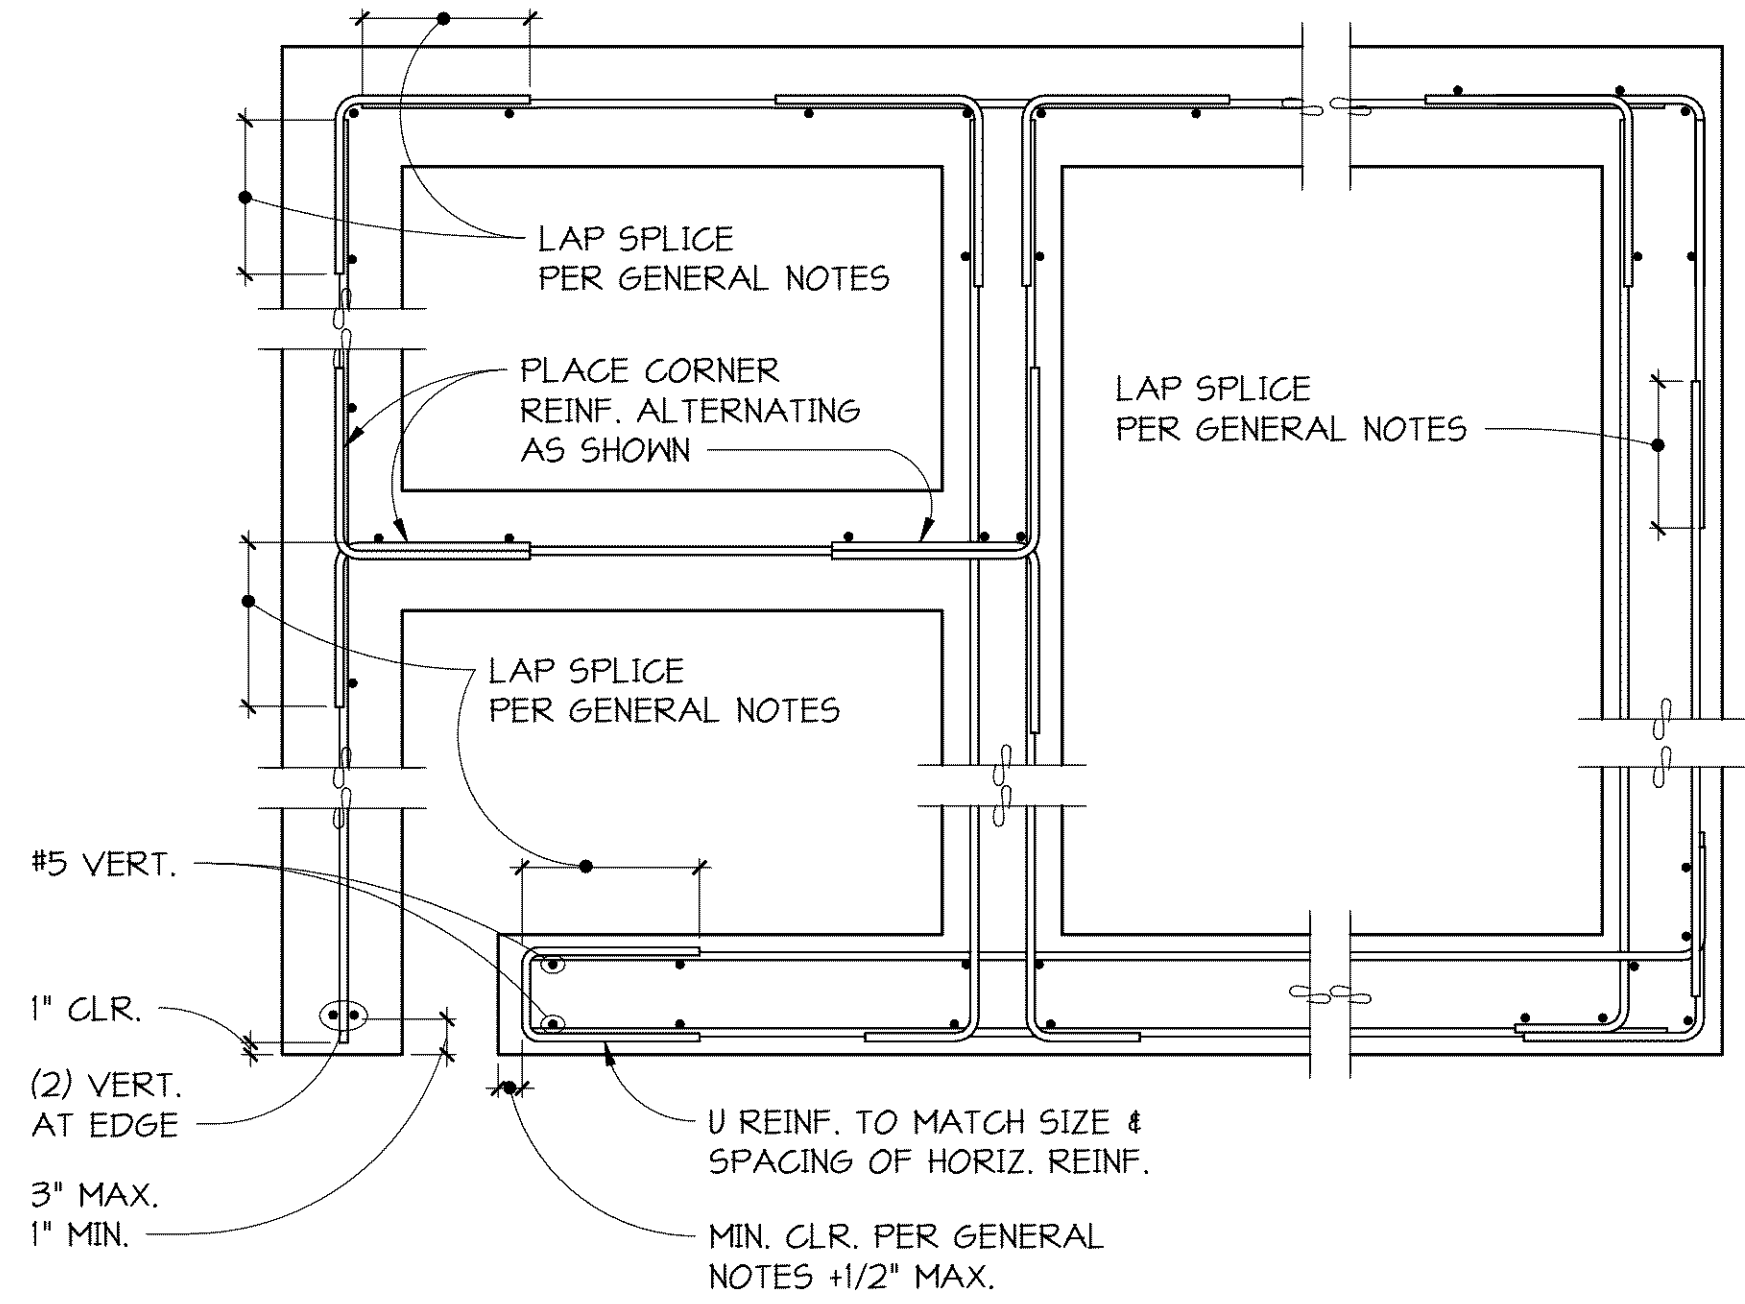 LAP SPLICE
PER GENERAL NOTES
PLACE CORNER
REINF. ALTERNATING
AS SHOWN
LAP SPLICE
PER GENERAL NOTES
LAP SPLICE
PER GENERAL NOTES
#5 VERT.
1" CLR.
(2) VERT.
AT EDGE
3" MAX.
1" MIN.
U REINF. TO MATCH SIZE &
SPACING OF HORIZ. REINF.
MIN. CLR. PER GENERAL
NOTES +1/2" MAX.